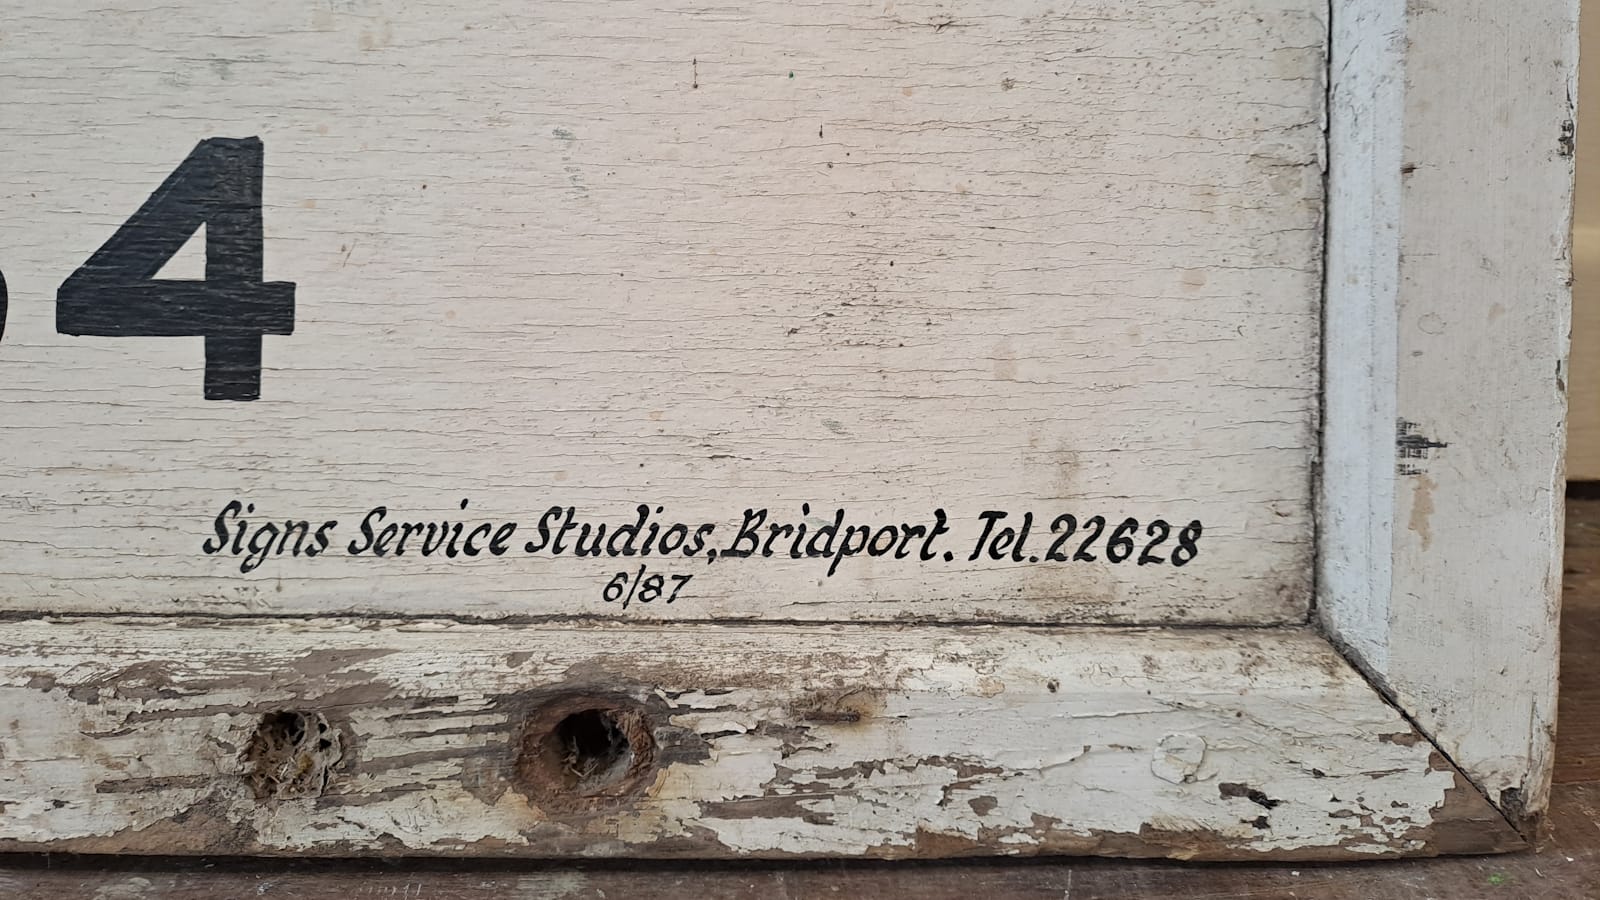 4
Signs Service Studios, Bridport. Tel. 22628
6/87